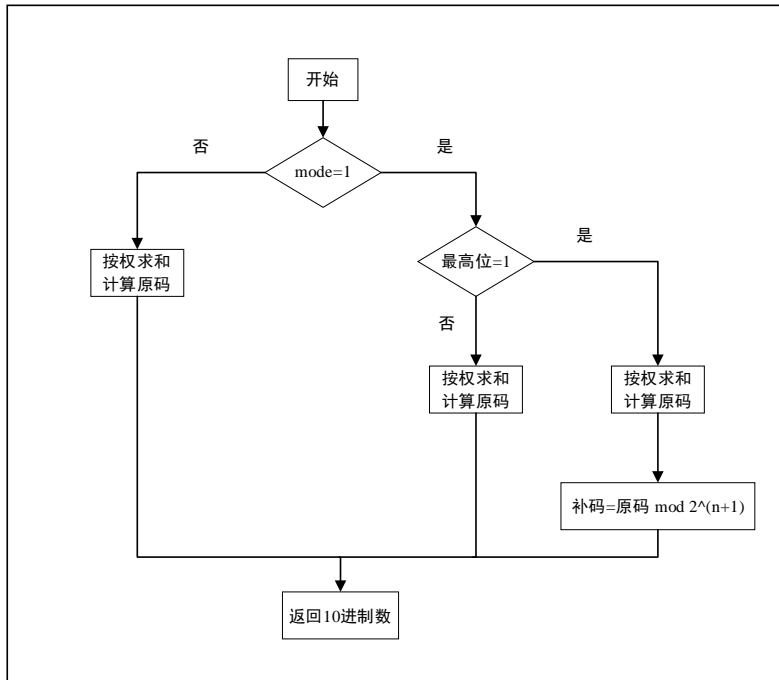 开始
否
是
mode=1
是
按权求和
计算原码
最高位=1
否
按权求和
计算原码
按权求和
计算原码
补码=原码 mod 2^(n+1)
返回10进制数